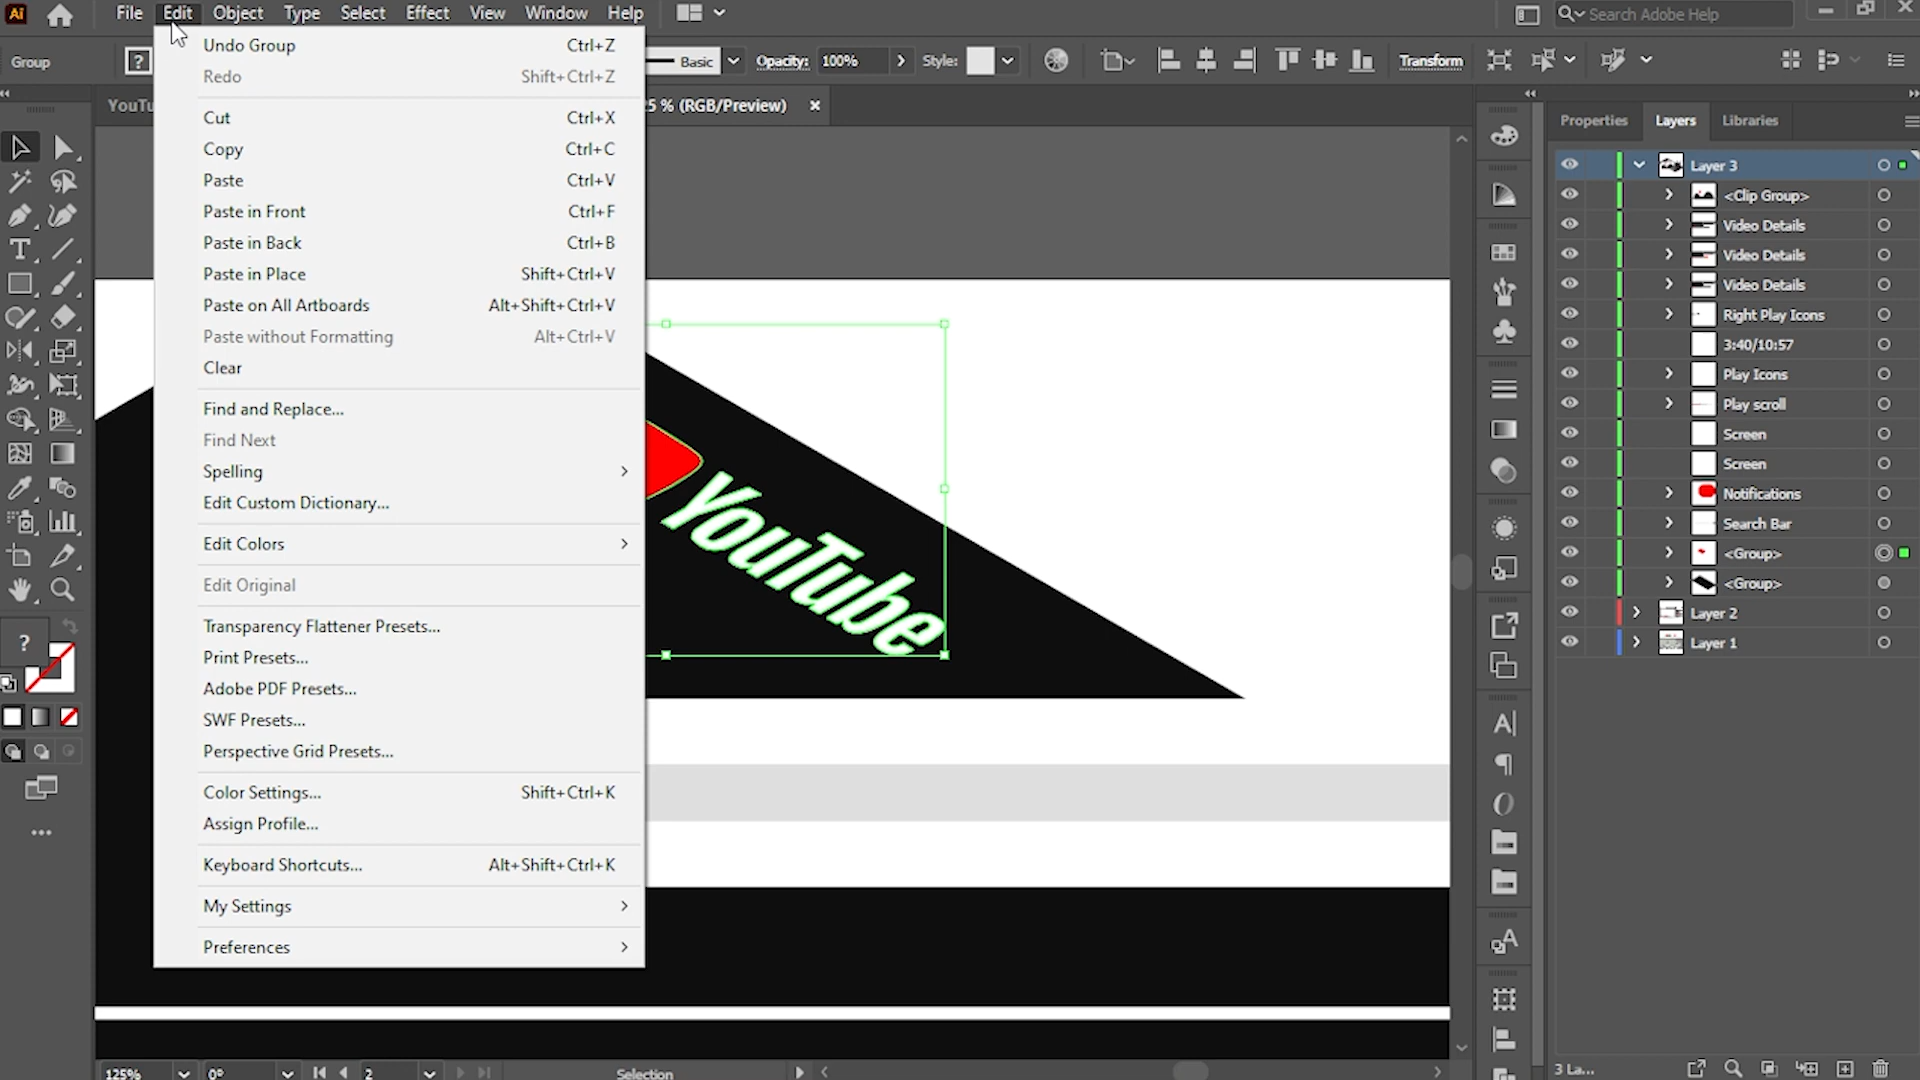 Ai File Edit Object Type Select Effect View Window Help Search Adobe Help
Group ? Basic Opacity: 100% Style: Transform
YouTu 5 % (RGB/Preview) ×
Undo Group Ctrl+Z
Redo Shift+Ctrl+Z
Cut Ctrl+X
Copy Ctrl+C
Paste Ctrl+V
Paste in Front Ctrl+F
Paste in Back Ctrl+B
Paste in Place Shift+Ctrl+V
Paste on All Artboards Alt+Shift+Ctrl+V
Paste without Formatting Alt+Ctrl+V
Clear
Find and Replace...
Find Next
Spelling
Edit Custom Dictionary...
Edit Colors
Edit Original
Transparency Flattener Presets...
Print Presets...
Adobe PDF Presets...
SWF Presets...
Perspective Grid Presets...
Color Settings... Shift+Ctrl+K
Assign Profile...
Keyboard Shortcuts... Alt+Shift+Ctrl+K
My Settings
Preferences
YouTube
Properties Layers Libraries
Layer 3
<Clip Group>
Video Details
Video Details
Video Details
Right Play Icons
3:40/10:57
Play Icons
Play scroll
Screen
Screen
Notifications
Search Bar
<Group>
<Group>
Layer 2
Layer 1
?
125% 0° 2 Selection
3 La...